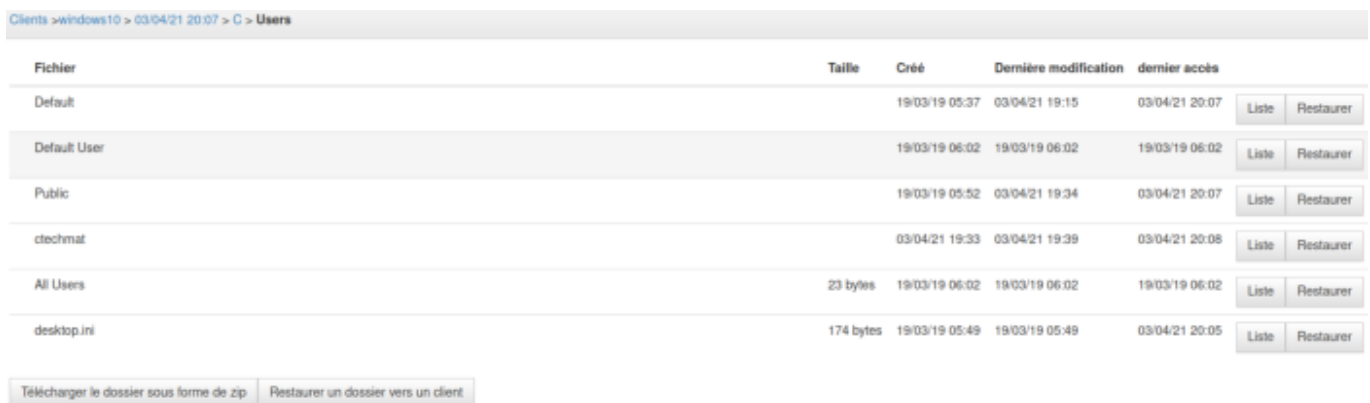 Clients >windows10 > 03/04/21 20:07 > C > Users
Fichier Taille Créé Dernière modification dernier accès
Default 19/03/19 05:37 03/04/21 19:15 03/04/21 20:07 Liste Restaurer
Default User 19/03/19 06:02 19/03/19 06:02 19/03/19 06:02 Liste Restaurer
Public 19/03/19 05:52 03/04/21 19:34 03/04/21 20:07 Liste Restaurer
ctechmat 03/04/21 19:33 03/04/21 19:39 03/04/21 20:08 Liste Restaurer
All Users 23 bytes 19/03/19 06:02 19/03/19 06:02 19/03/19 06:02 Liste Restaurer
desktop.ini 174 bytes 19/03/19 05:49 19/03/19 05:49 03/04/21 20:05 Liste Restaurer
Télécharger le dossier sous forme de zip Restaurer un dossier vers un client